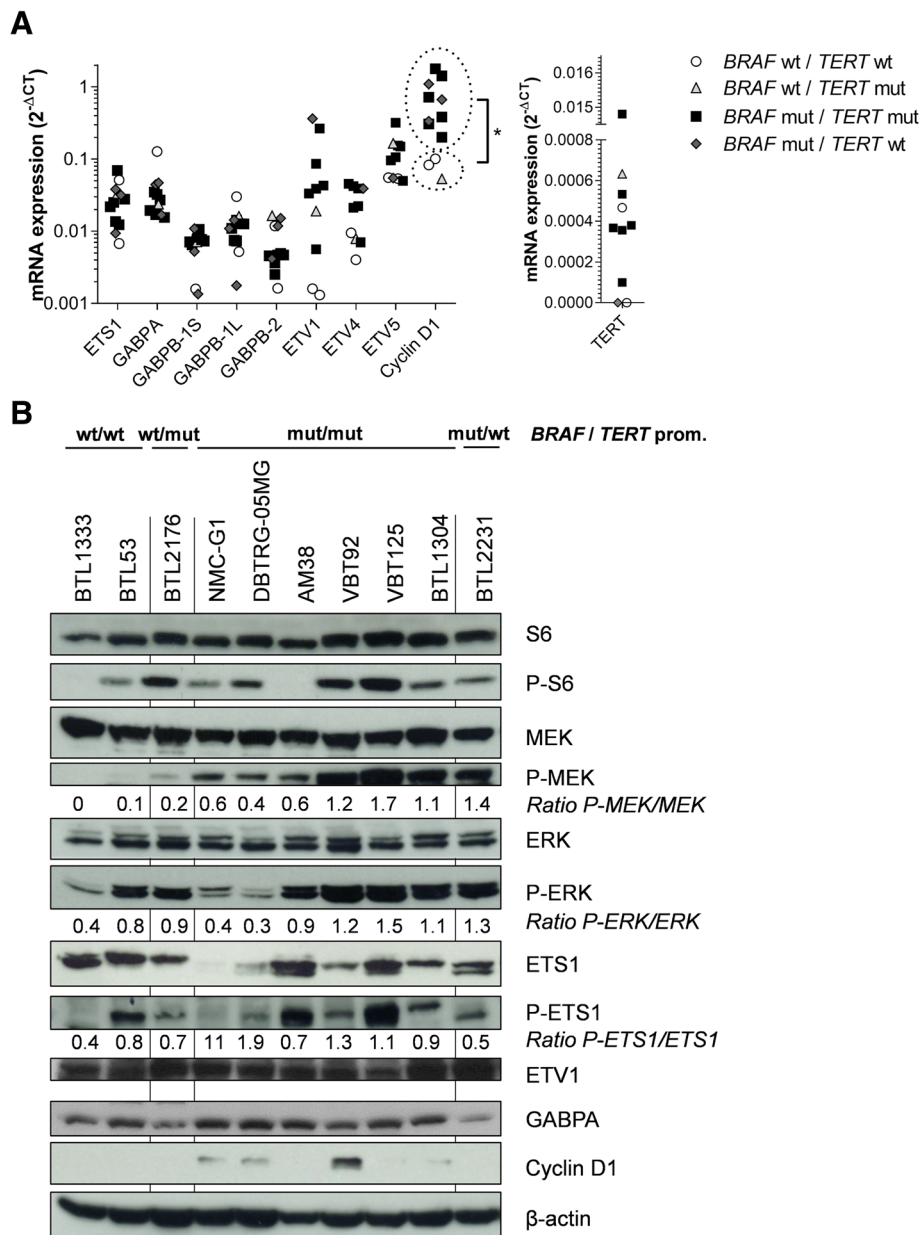 A
mRNA expression (2^-ΔCT)
1
0.1
0.01
0.001
ETS1
GABPA
GABPB-1S
GABPB-1L
GABPB-2
ETV1
ETV4
ETV5
Cyclin D1
*
mRNA expression (2^-ΔCT)
0.016
0.015
0.0008
0.0006
0.0004
0.0002
0.0000
TERT
BRAF wt / TERT wt
BRAF wt / TERT mut
BRAF mut / TERT mut
BRAF mut / TERT wt
B
wt/wt wt/mut mut/mut mut/wt BRAF / TERT prom.
BTL1333
BTL53
BTL2176
NMC-G1
DBTRG-05MG
AM38
VBT92
VBT125
BTL1304
BTL2231
S6
P-S6
MEK
P-MEK
0 0.1 0.2 0.6 0.4 0.6 1.2 1.7 1.1 1.4 Ratio P-MEK/MEK
ERK
P-ERK
0.4 0.8 0.9 0.4 0.3 0.9 1.2 1.5 1.1 1.3 Ratio P-ERK/ERK
ETS1
P-ETS1
0.4 0.8 0.7 11 1.9 0.7 1.3 1.1 0.9 0.5 Ratio P-ETS1/ETS1
ETV1
GABPA
Cyclin D1
β-actin